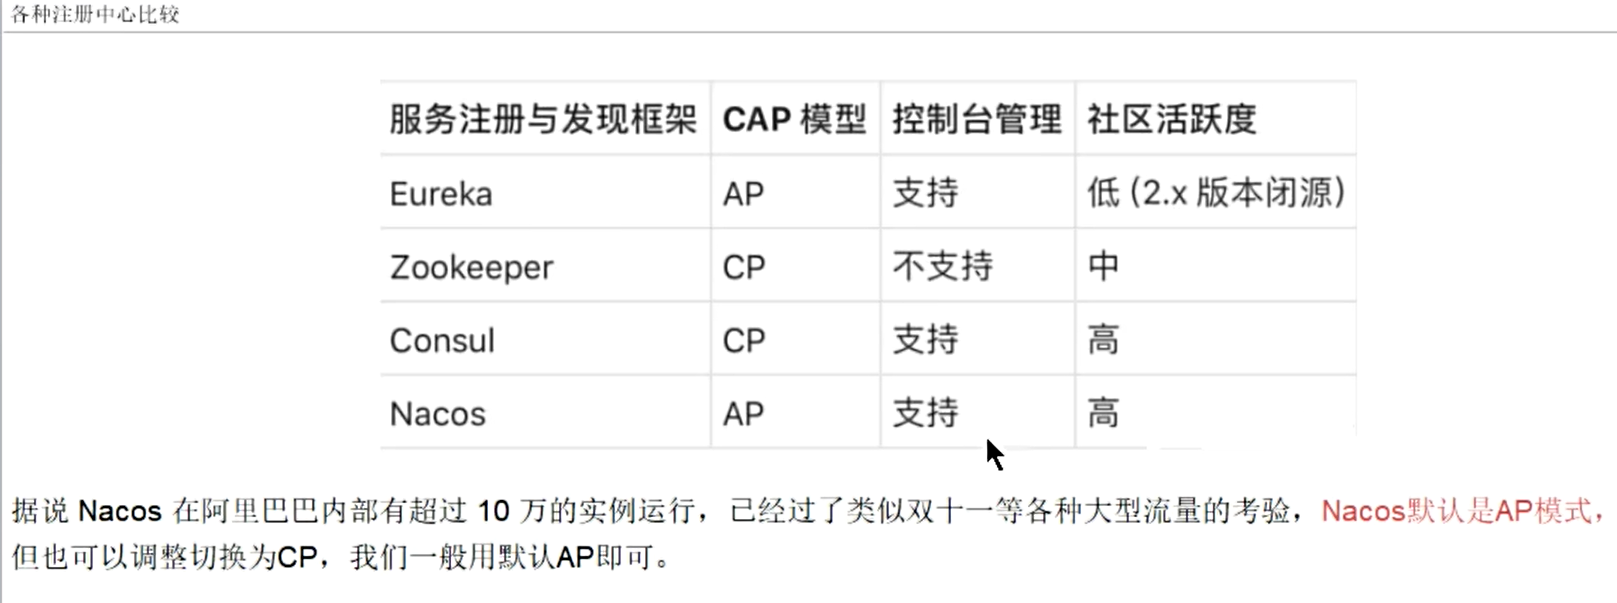 各种注册中心比较
服务注册与发现框架 CAP 模型 控制台管理 社区活跃度
Eureka AP 支持 低 (2.x 版本闭源)
Zookeeper CP 不支持 中
Consul CP 支持 高
Nacos AP 支持 高
据说 Nacos 在阿里巴巴内部有超过 10 万的实例运行，已经过了类似双十一等各种大型流量的考验，Nacos默认是AP模式，
但也可以调整切换为CP，我们一般用默认AP即可。